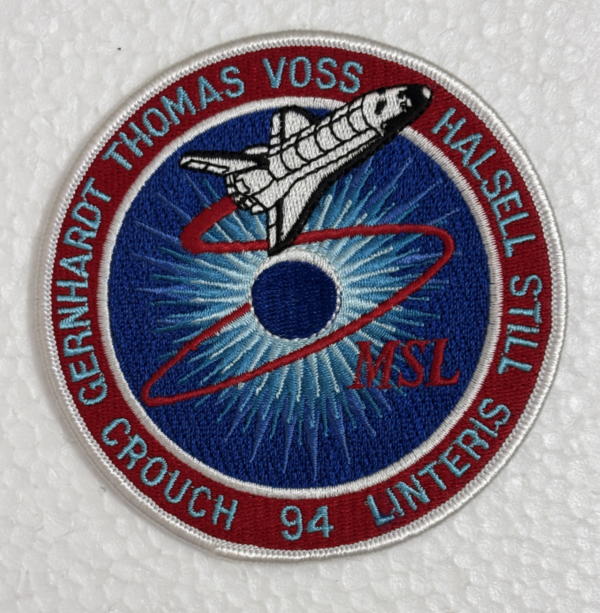 GERNHARDT THOMAS VOSS HALSELL STILL
CROUCH 94 LINTERIS
MSL